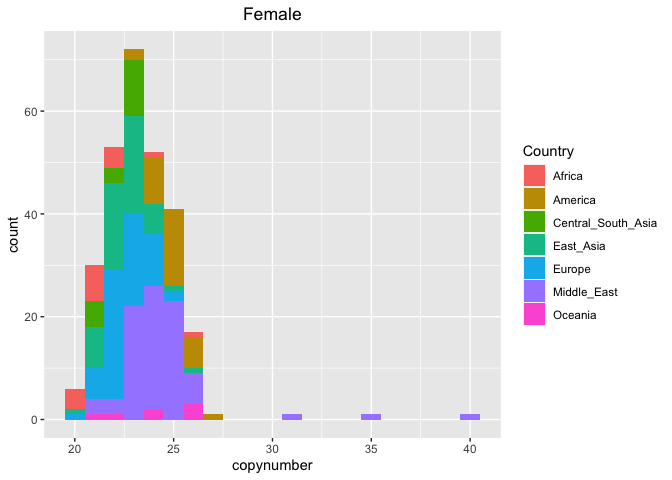 Female
count
60
40
20
0
20
25
30
35
40
copynumber
Country
Africa
America
Central_South_Asia
East_Asia
Europe
Middle_East
Oceania